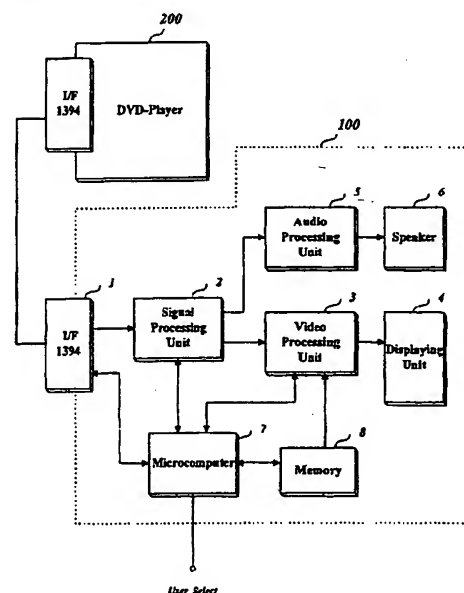 200
I/F
1394
DVD-Player
100
5
Audio
Processing
Unit
6
Speaker
1
I/F
1394
2
Signal
Processing
Unit
3
Video
Processing
Unit
4
Displaying
Unit
7
Microcomputer
8
Memory
User Select